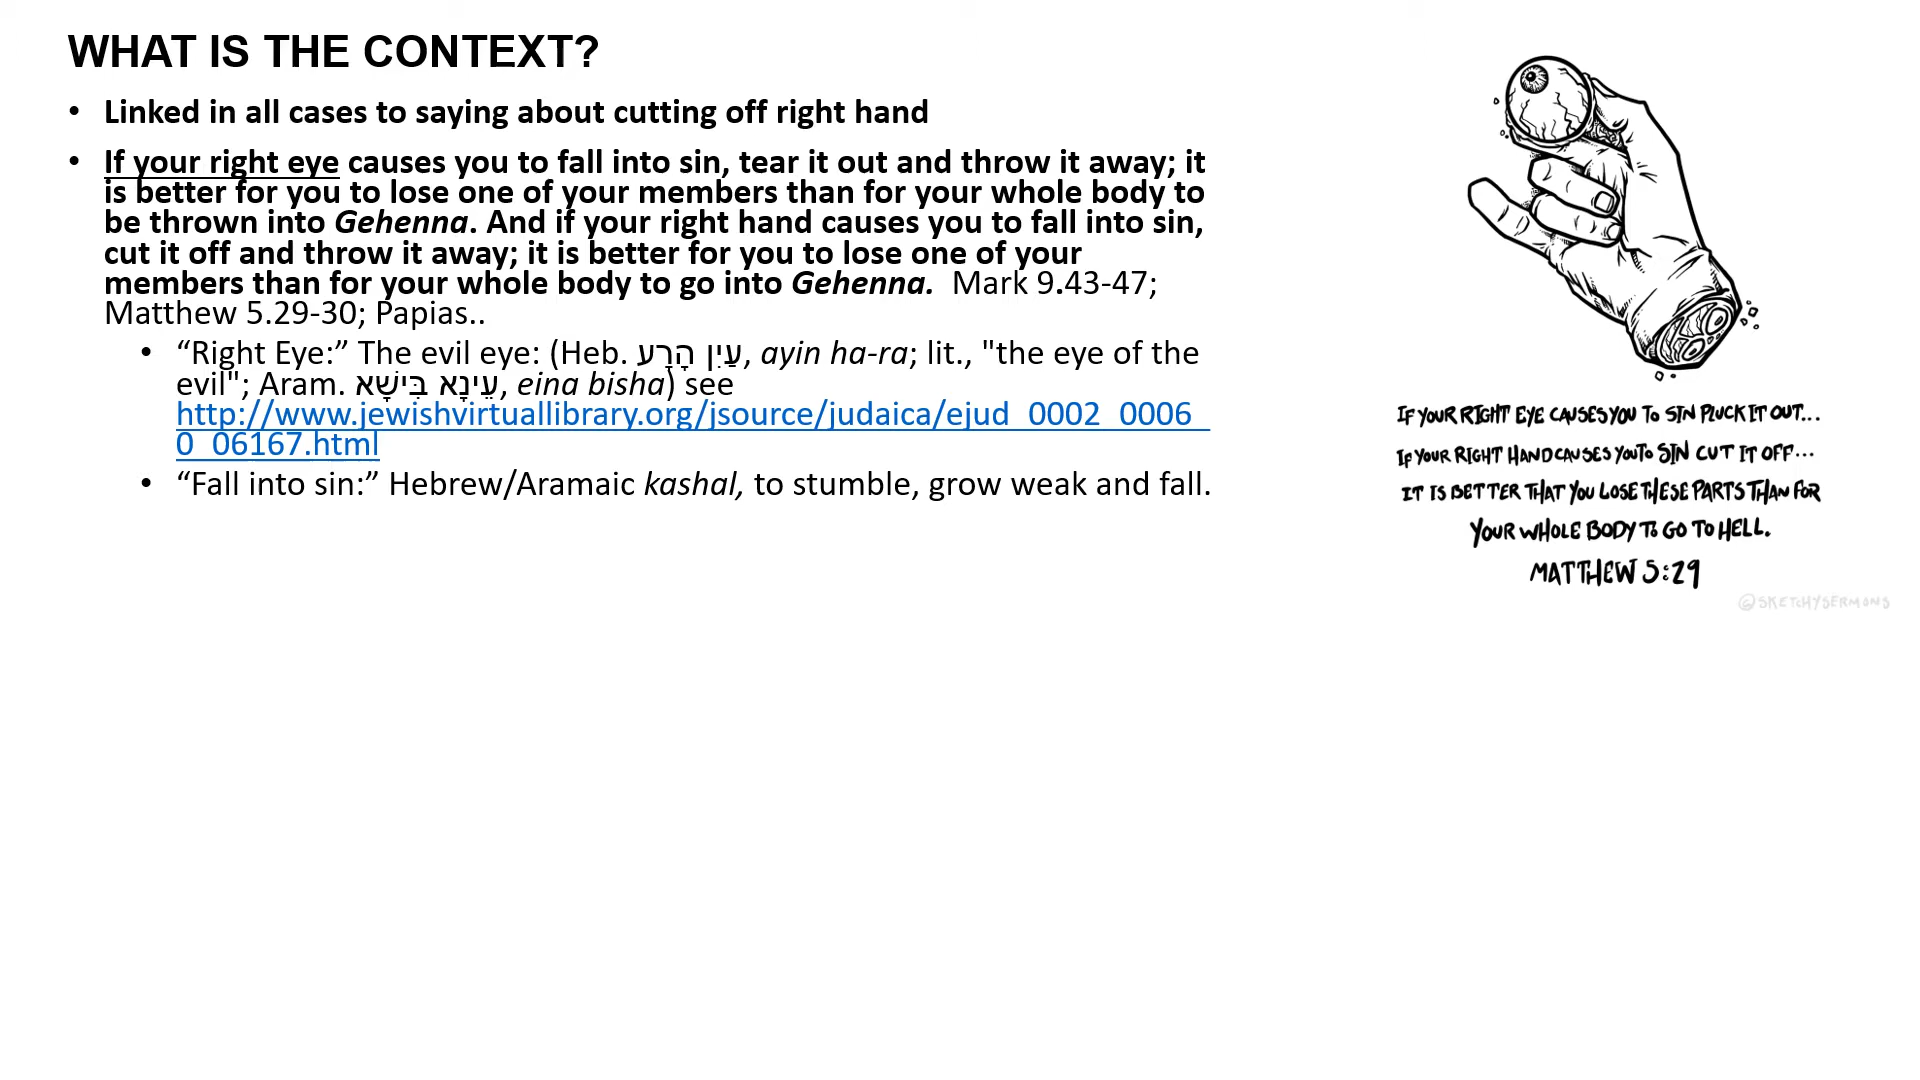 WHAT IS THE CONTEXT?
• Linked in all cases to saying about cutting off right hand
• If your right eye causes you to fall into sin, tear it out and throw it away; it
is better for you to lose one of your members than for your whole body to
be thrown into Gehenna. And if your right hand causes you to fall into sin,
cut it off and throw it away; it is better for you to lose one of your
members than for your whole body to go into Gehenna. Mark 9.43-47;
Matthew 5.29-30; Papias..
• “Right Eye:” The evil eye: (Heb. עַיִן הָרָע, ayin ha-ra; lit., "the eye of the
evil"; Aram. עֵינָא בִּישָׁא, eina bisha) see
http://www.jewishvirtuallibrary.org/jsource/judaica/ejud_0002_0006_
0_06167.html
• “Fall into sin:” Hebrew/Aramaic kashal, to stumble, grow weak and fall.
IF YOUR RIGHT EYE CAUSES YOU TO SIN PLUCK IT OUT...
IF YOUR RIGHT HAND CAUSES YOU TO SIN CUT IT OFF...
IT IS BETTER THAT YOU LOSE THESE PARTS THAN FOR
YOUR WHOLE BODY TO GO TO HELL.
MATTHEW 5:29
@SKETCHYSERMONS